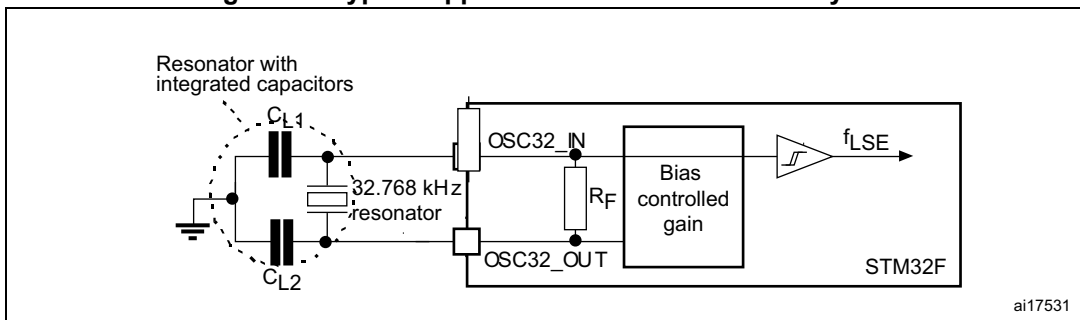 Resonator with
integrated capacitors
CL1
OSC32_IN
fLSE
Bias
controlled
gain
RF
32.768 kHz
resonator
OSC32_OUT
STM32F
CL2
ai17531